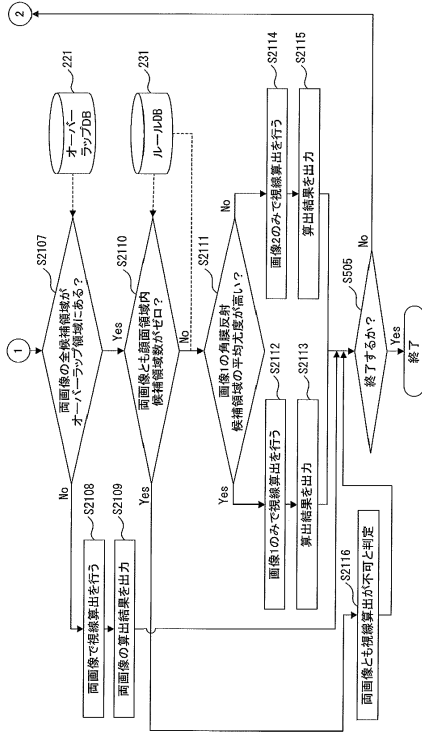 1
S2107
両画像の全候補領域が
オーバーラップ領域にある?
221
オーバー
ラップDB
No
Yes
S2108
両画像で視線算出を行う
S2109
両画像の算出結果を出力
S2110
両画像とも顔面領域内
候補領域数がゼロ?
231
ルールDB
Yes
No
S2111
画像1の角膜反射
候補領域の平均尤度が高い?
Yes
No
S2112
画像1のみで視線算出を行う
S2113
算出結果を出力
S2114
画像2のみで視線算出を行う
S2115
算出結果を出力
S2116
両画像とも視線算出が不可と判定
S505
終了するか?
No
Yes
終了
2